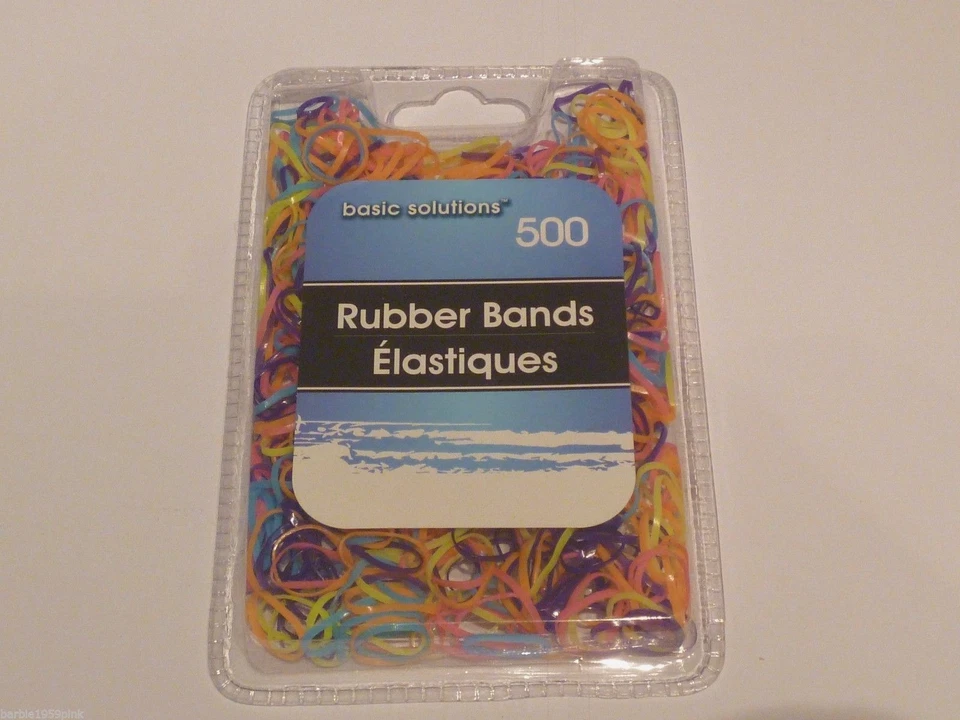 basic solutions™
500
Rubber Bands
Élastiques
barbie1959pink